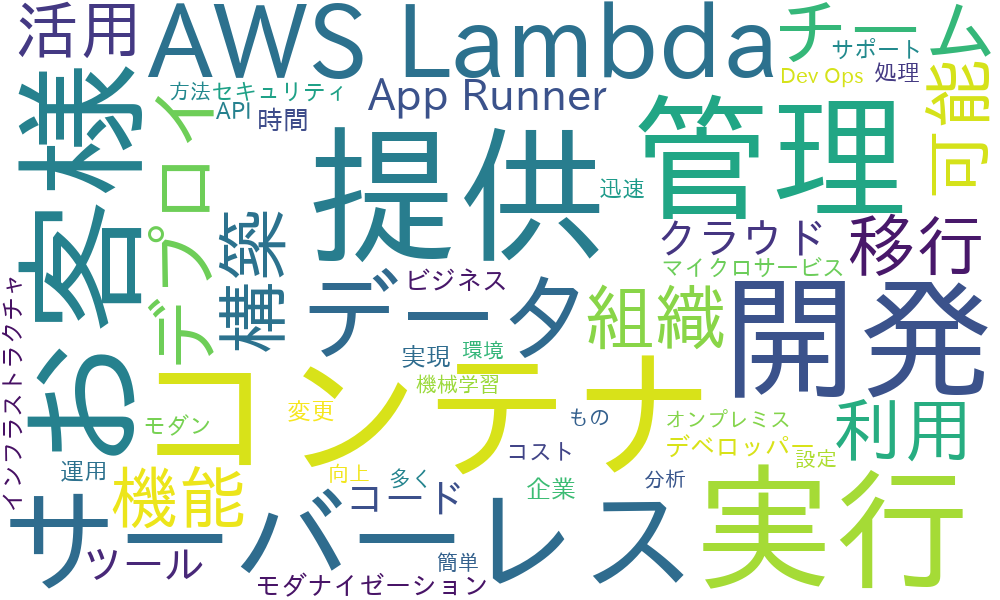 活用
AWS Lambda
チーム
サポート
Dev Ops
処理
方法
セキュリティ
API
時間
App Runner
お客様
デプロイ
提供
管理
可能
迅速
構築
クラウド
移行
マイクロサービス
ビジネス
データ
組織
開発
インフラストラクチャ
実現
環境
機械学習
コンテナ
変更
もの
オンプレミス
利用
モダン
デベロッパー
コスト
設定
運用
機能
向上
多く
コード
企業
分析
実行
サーバーレス
ツール
簡単
モダナイゼーション